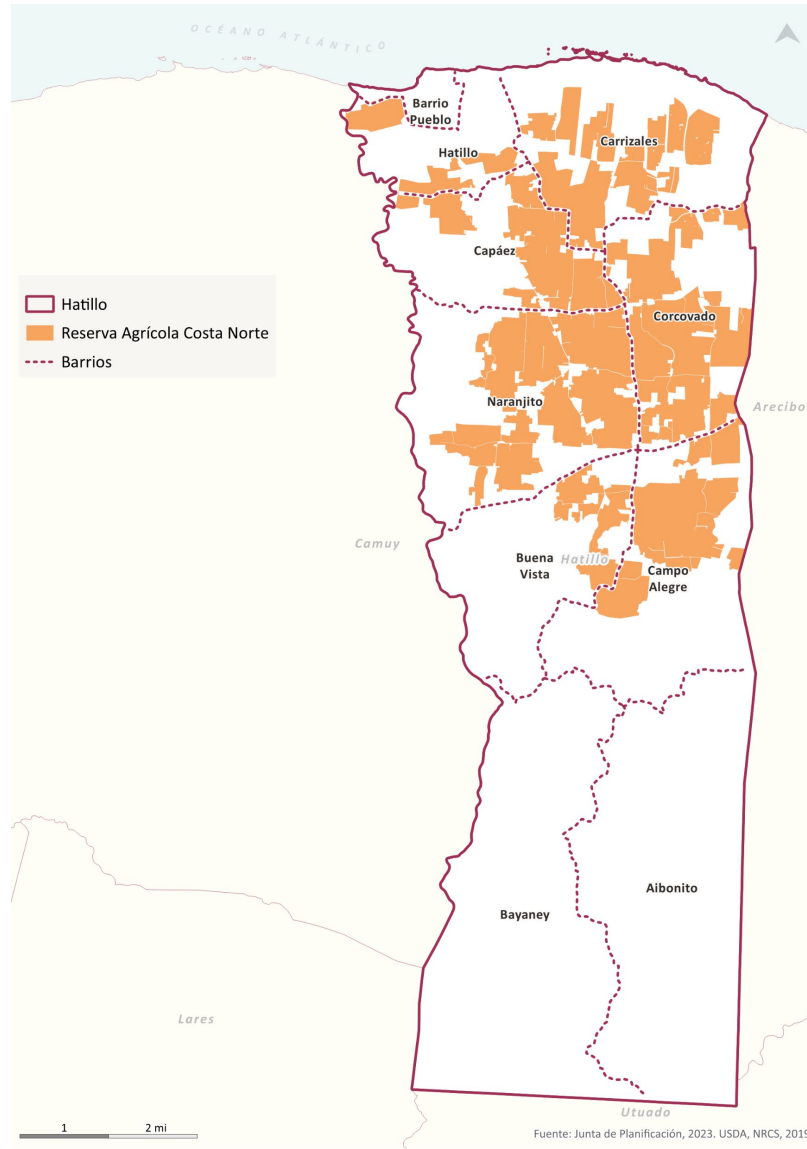 OCÉANO ATLÁNTICO
Barrio
Pueblo
Carrizales
Hatillo
Capáez
Hatillo
Reserva Agrícola Costa Norte
Barrios
Corcovado
Naranjito
Arecibo
Camuy
Buena
Vista
Hatillo
Campo
Alegre
Aibonito
Bayaney
Lares
Utuado
1
2 mi
Fuente: Junta de Planificación, 2023. USDA, NRCS, 2019